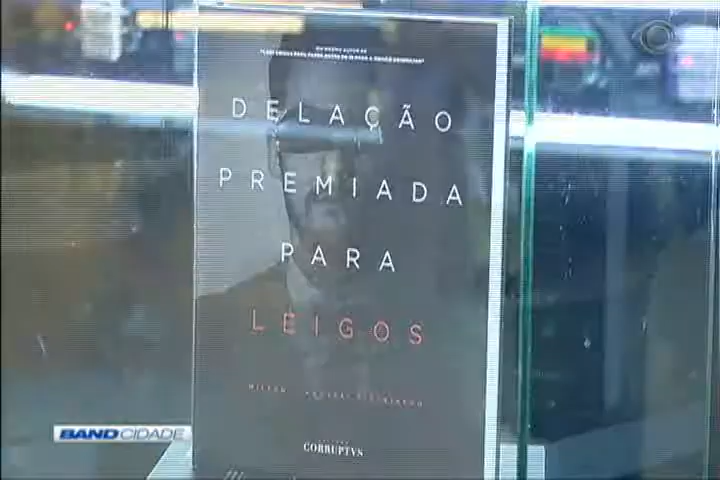 DELAÇÃO
PREMIADA
PARA
LEIGOS
CORRUPTVS
BAND CIDADE